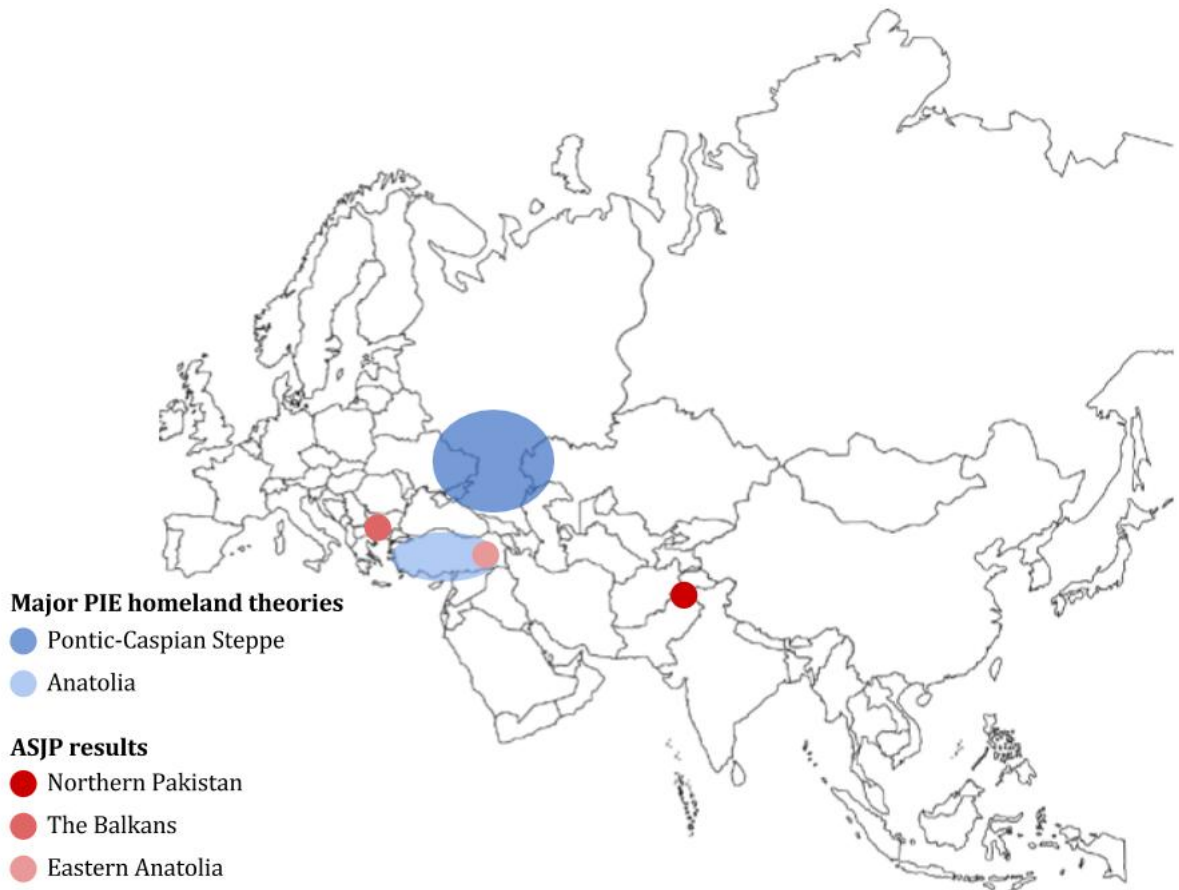 Major PIE homeland theories
Pontic-Caspian Steppe
Anatolia
ASJP results
Northern Pakistan
The Balkans
Eastern Anatolia